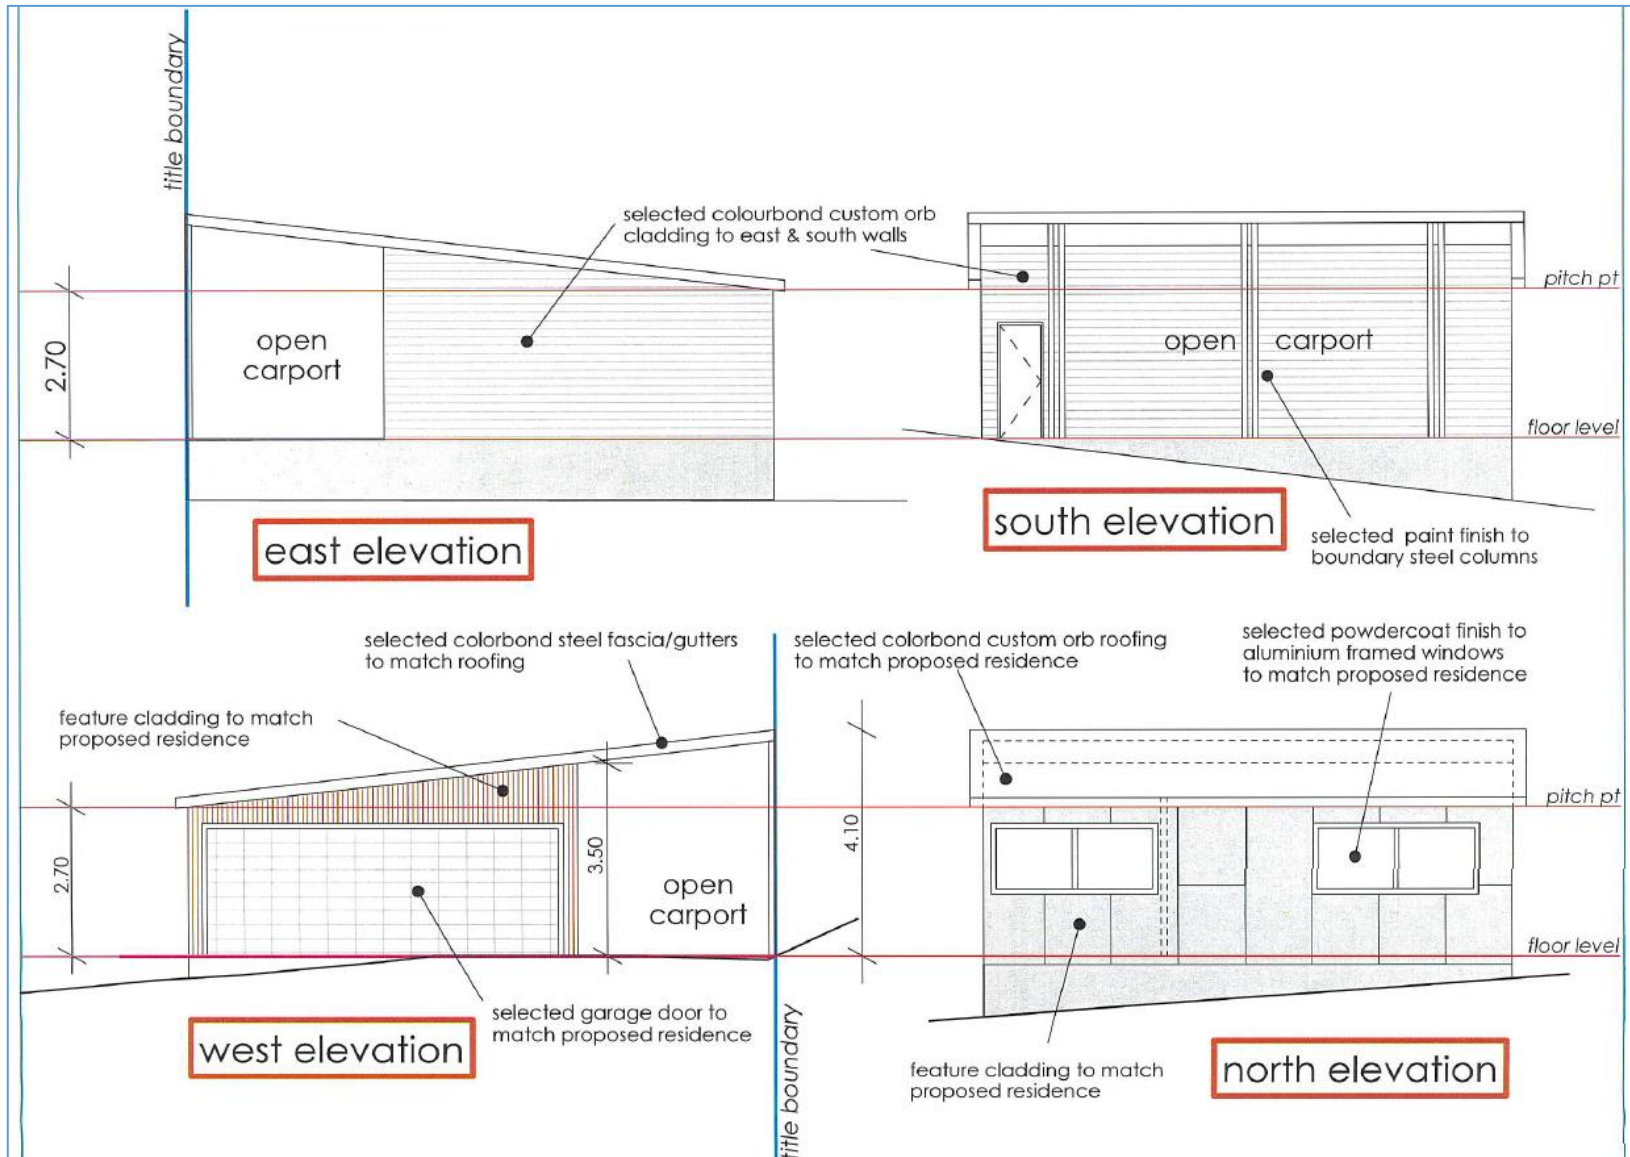 title boundary
selected colourbond custom orb
cladding to east & south walls
pitch pt
2.70
open
carport
open carport
floor level
east elevation
south elevation
selected paint finish to
boundary steel columns
selected colorbond steel fascia/gutters
to match roofing
selected colorbond custom orb roofing
to match proposed residence
selected powdercoat finish to
aluminium framed windows
to match proposed residence
feature cladding to match
proposed residence
pitch pt
2.70
3.50
4.10
open
carport
floor level
selected garage door to
match proposed residence
west elevation
title boundary
feature cladding to match
proposed residence
north elevation